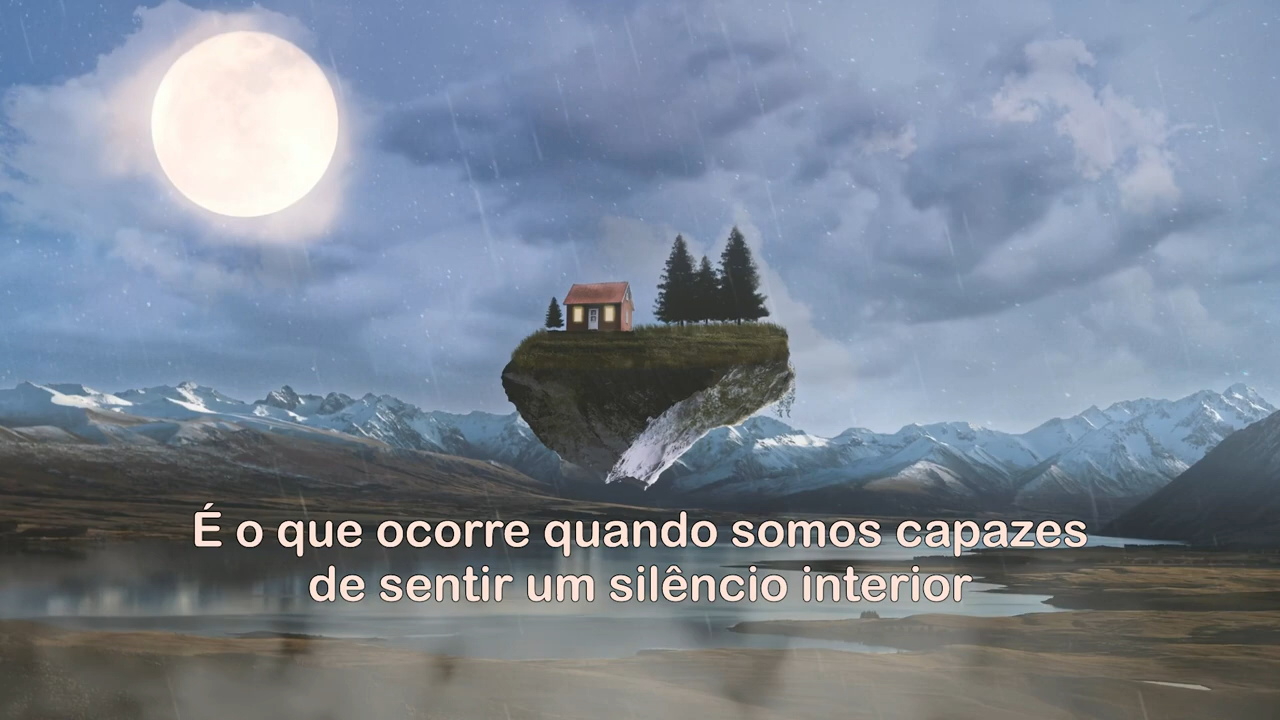 É o que ocorre quando somos capazes
de sentir um silêncio interior